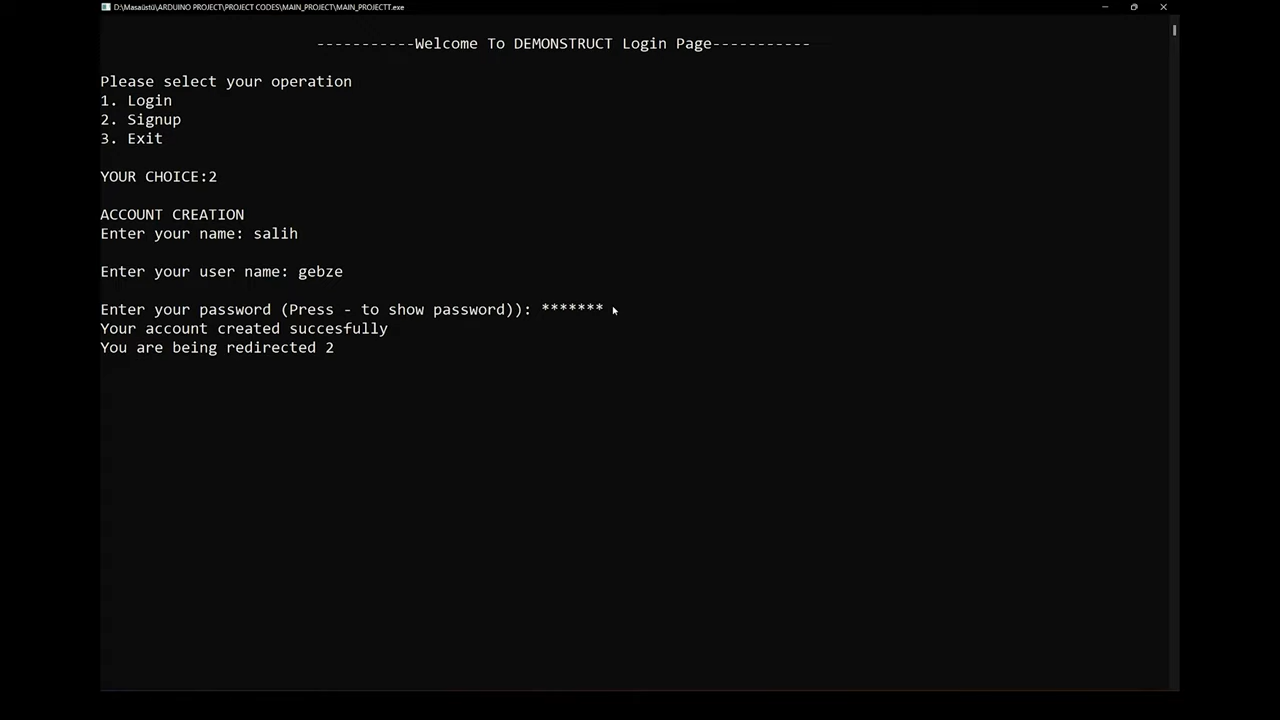 D:\Masaüstü\ARDUINO PROJECT\PROJECT CODES\MAIN_PROJECT\MAIN_PROJECTT.exe
-----------Welcome To DEMONSTRUCT Login Page-----------
Please select your operation
1. Login
2. Signup
3. Exit
YOUR CHOICE:2
ACCOUNT CREATION
Enter your name: salih
Enter your user name: gebze
Enter your password (Press - to show password)): *******
Your account created succesfully
You are being redirected 2